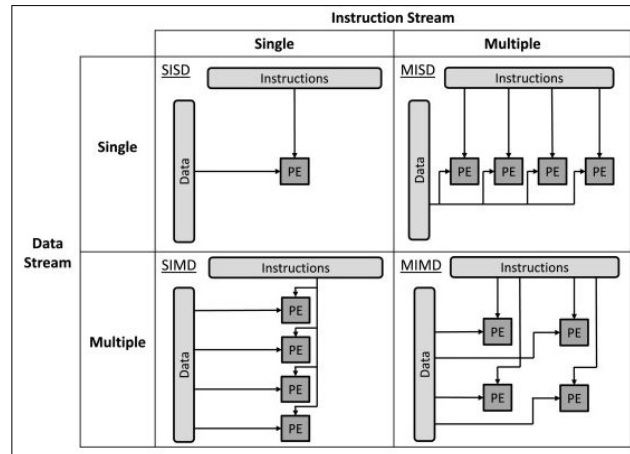 Instruction Stream
Single
Multiple
Data
Stream
Single
SISD
Instructions
Data
PE
MISD
Instructions
Data
PE PE PE PE
Multiple
SIMD
Instructions
Data
PE
PE
PE
PE
MIMD
Instructions
Data
PE PE
PE PE